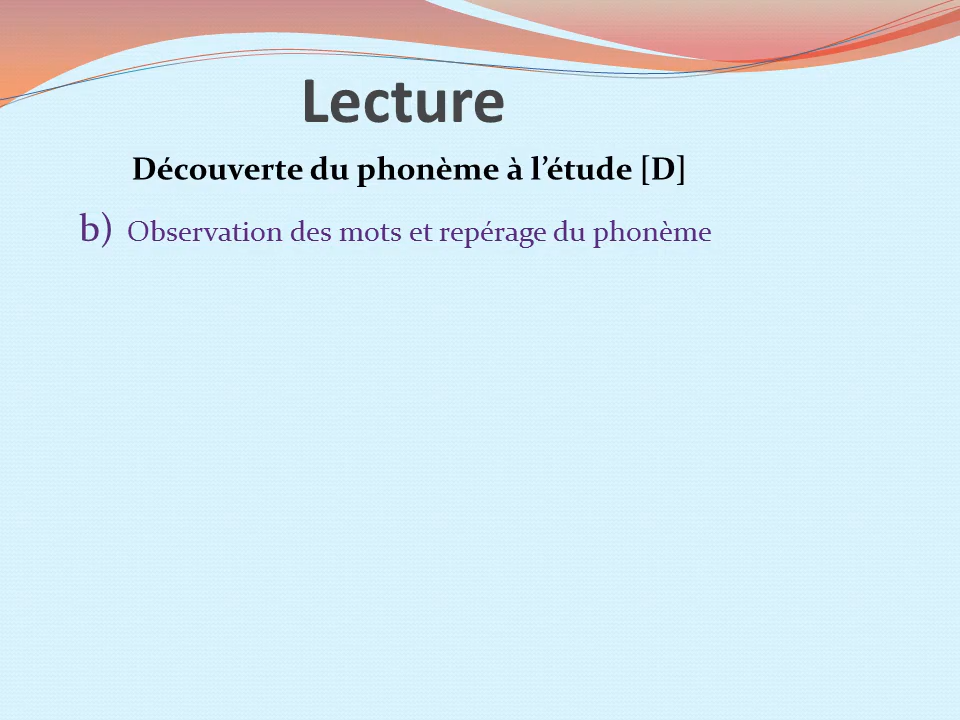 Lecture
Découverte du phonème à l’étude [D]
b) Observation des mots et repérage du phonème